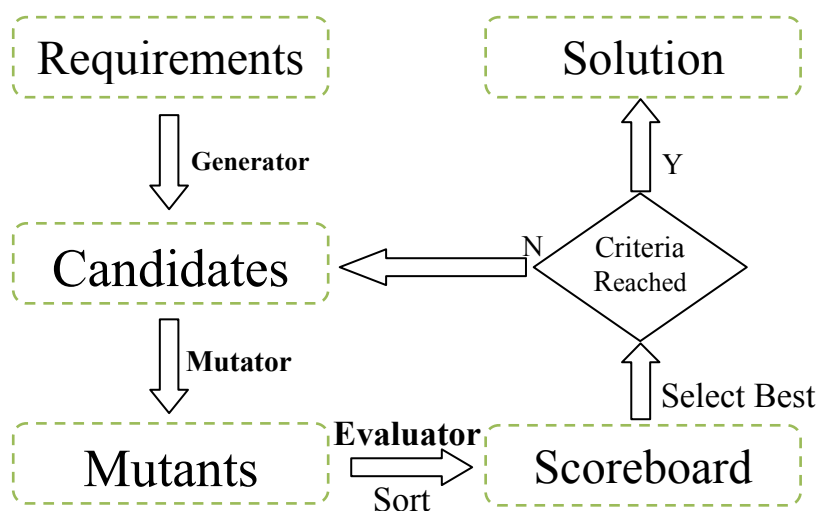 Requirements
Solution
Generator
Y
N
Criteria
Reached
Candidates
Mutator
Select Best
Evaluator
Mutants
Scoreboard
Sort